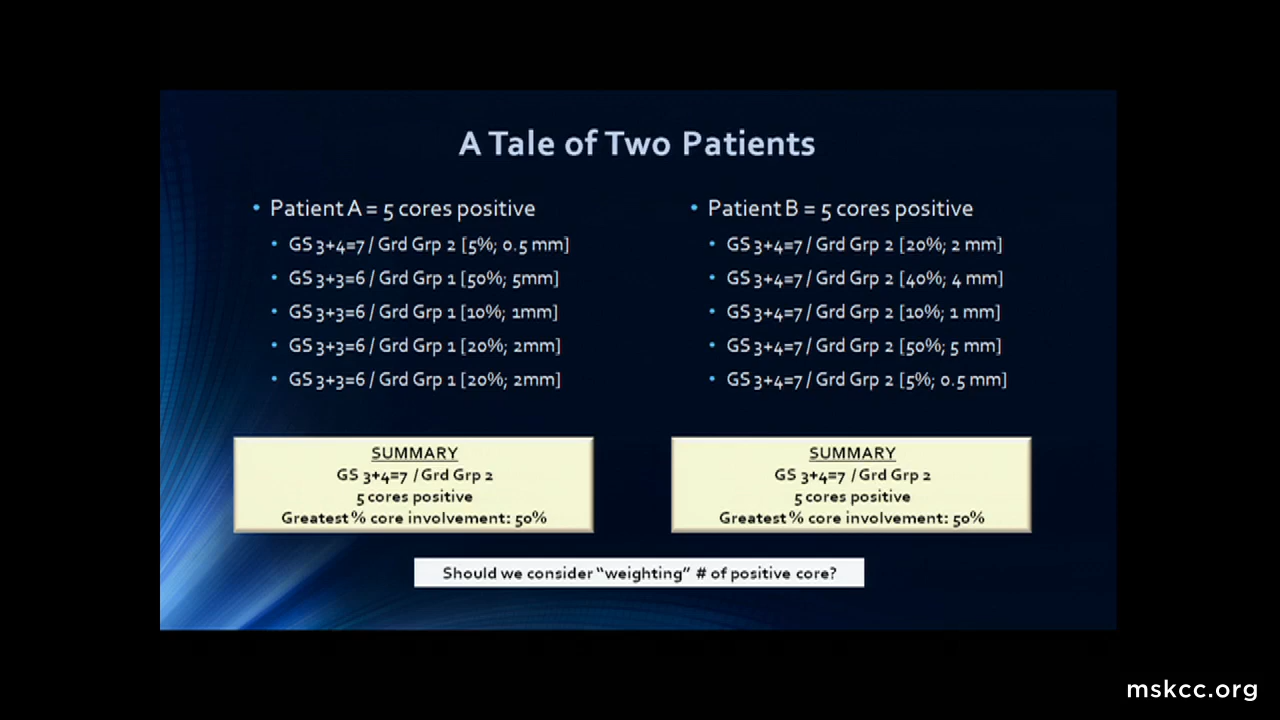 A Tale of Two Patients
• Patient A = 5 cores positive
• GS 3+4=7 / Grd Grp 2 [5%; 0.5 mm]
• GS 3+3=6 / Grd Grp 1 [50%; 5mm]
• GS 3+3=6 / Grd Grp 1 [10%; 1mm]
• GS 3+3=6 / Grd Grp 1 [20%; 2mm]
• GS 3+3=6 / Grd Grp 1 [20%; 2mm]
SUMMARY
GS 3+4=7 / Grd Grp 2
5 cores positive
Greatest % core involvement: 50%
• Patient B = 5 cores positive
• GS 3+4=7 / Grd Grp 2 [20%; 2 mm]
• GS 3+4=7 / Grd Grp 2 [40%; 4 mm]
• GS 3+4=7 / Grd Grp 2 [10%; 1 mm]
• GS 3+4=7 / Grd Grp 2 [50%; 5 mm]
• GS 3+4=7 / Grd Grp 2 [5%; 0.5 mm]
SUMMARY
GS 3+4=7 / Grd Grp 2
5 cores positive
Greatest % core involvement: 50%
Should we consider “weighting” # of positive core?
mskcc.org